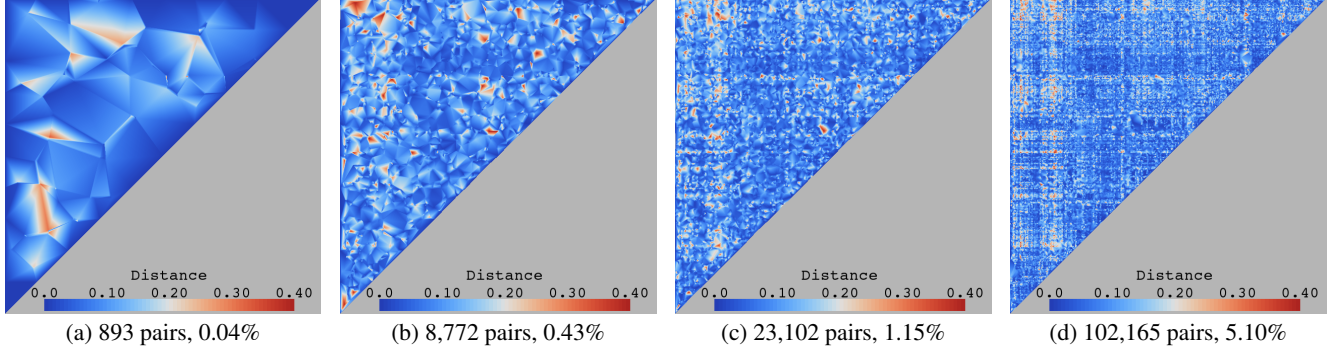 Distance
0.0 0.10 0.20 0.30 0.40
(a) 893 pairs, 0.04%
Distance
0.0 0.10 0.20 0.30 0.40
(b) 8,772 pairs, 0.43%
Distance
0.0 0.10 0.20 0.30 0.40
(c) 23,102 pairs, 1.15%
Distance
0.0 0.10 0.20 0.30 0.40
(d) 102,165 pairs, 5.10%